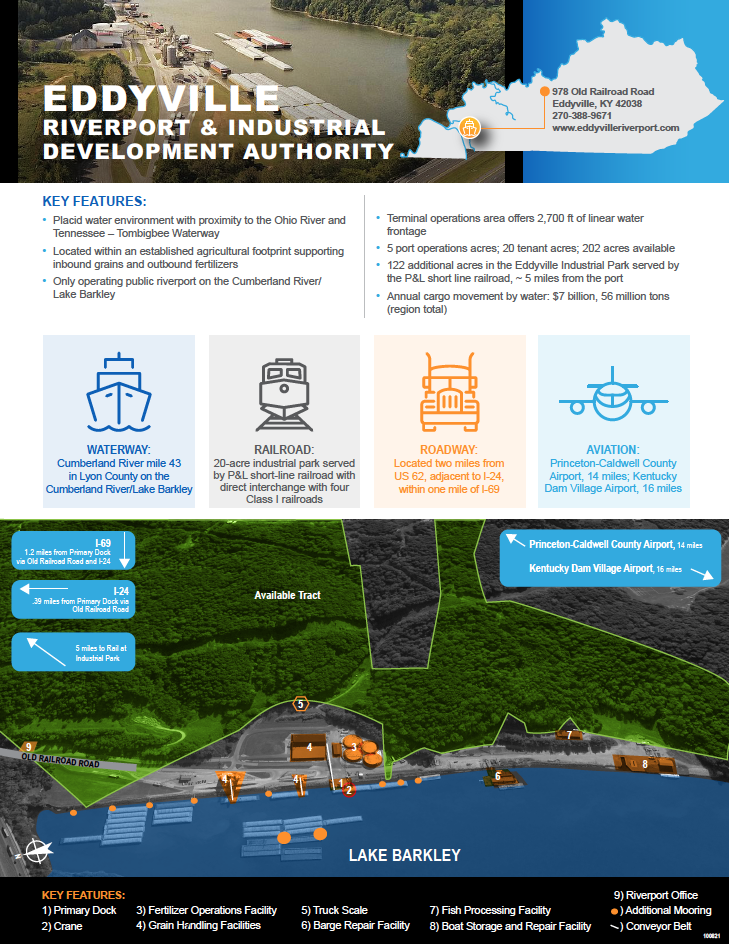 EDDYVILLE
RIVERPORT & INDUSTRIAL
DEVELOPMENT AUTHORITY
978 Old Railroad Road
Eddyville, KY 42038
270-388-9671
www.eddyvilleriverport.com
KEY FEATURES:
• Placid water environment with proximity to the Ohio River and
Tennessee – Tombigbee Waterway
• Located within an established agricultural footprint supporting
inbound grains and outbound fertilizers
• Only operating public riverport on the Cumberland River/
Lake Barkley
• Terminal operations area offers 2,700 ft of linear water
frontage
• 5 port operations acres; 20 tenant acres; 202 acres available
• 122 additional acres in the Eddyville Industrial Park served by
the P&L short line railroad, ~ 5 miles from the port
• Annual cargo movement by water: $7 billion, 56 million tons
(region total)
WATERWAY:
Cumberland River mile 43
in Lyon County on the
Cumberland River/Lake Barkley
RAILROAD:
20-acre industrial park served
by P&L short-line railroad with
direct interchange with four
Class I railroads
ROADWAY:
Located two miles from
US 62, adjacent to I-24,
within one mile of I-69
AVIATION:
Princeton-Caldwell County
Airport, 14 miles; Kentucky
Dam Village Airport, 16 miles
I-69
1.2 miles from Primary Dock
via Old Railroad Road and I-24
I-24
.39 miles from Primary Dock via
Old Railroad Road
5 miles to Rail at
Industrial Park
Princeton-Caldwell County Airport, 14 miles
Kentucky Dam Village Airport, 16 miles
Available Tract
5
9
OLD RAILROAD ROAD
4
3
7
8
4
4
1
2
6
LAKE BARKLEY
KEY FEATURES:
1) Primary Dock
2) Crane
3) Fertilizer Operations Facility
4) Grain Handling Facilities
5) Truck Scale
6) Barge Repair Facility
7) Fish Processing Facility
8) Boat Storage and Repair Facility
9) Riverport Office
) Additional Mooring
) Conveyor Belt
100821